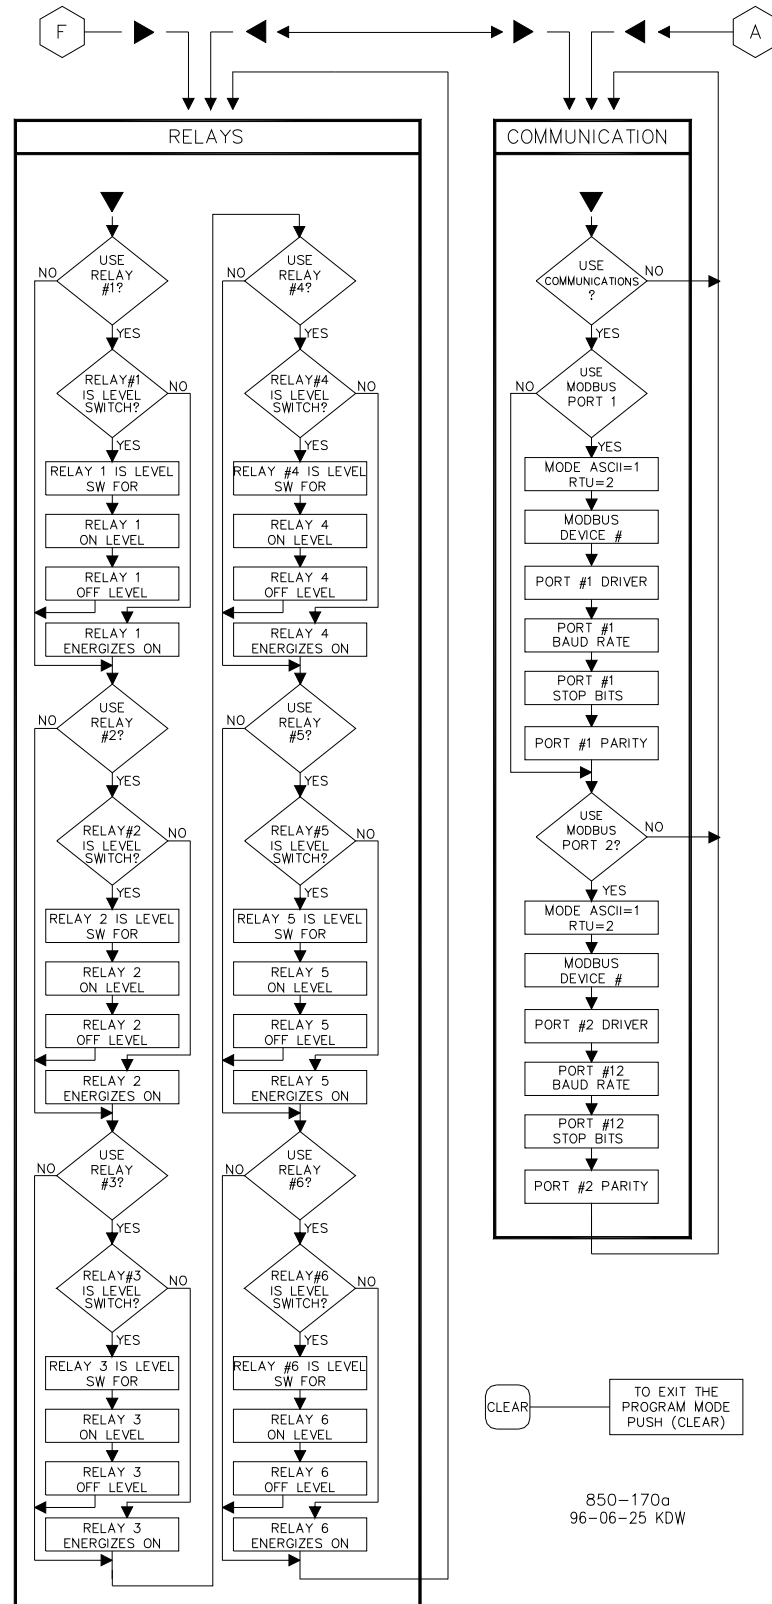 F
A
RELAYS
USE
RELAY
#1?
NO
YES
RELAY#1
IS LEVEL
SWITCH?
NO
YES
RELAY 1 IS LEVEL
SW FOR
RELAY 1
ON LEVEL
RELAY 1
OFF LEVEL
RELAY 1
ENERGIZES ON
USE
RELAY
#2?
NO
YES
RELAY#2
IS LEVEL
SWITCH?
NO
YES
RELAY 2 IS LEVEL
SW FOR
RELAY 2
ON LEVEL
RELAY 2
OFF LEVEL
RELAY 2
ENERGIZES ON
USE
RELAY
#3?
NO
YES
RELAY#3
IS LEVEL
SWITCH?
NO
YES
RELAY 3 IS LEVEL
SW FOR
RELAY 3
ON LEVEL
RELAY 3
OFF LEVEL
RELAY 3
ENERGIZES ON
USE
RELAY
#4?
NO
YES
RELAY#4
IS LEVEL
SWITCH?
NO
YES
RELAY #4 IS LEVEL
SW FOR
RELAY 4
ON LEVEL
RELAY 4
OFF LEVEL
RELAY 4
ENERGIZES ON
USE
RELAY
#5?
NO
YES
RELAY#5
IS LEVEL
SWITCH?
NO
YES
RELAY 5 IS LEVEL
SW FOR
RELAY 5
ON LEVEL
RELAY 5
OFF LEVEL
RELAY 5
ENERGIZES ON
USE
RELAY
#6?
NO
YES
RELAY#6
IS LEVEL
SWITCH?
NO
YES
RELAY #6 IS LEVEL
SW FOR
RELAY 6
ON LEVEL
RELAY 6
OFF LEVEL
RELAY 6
ENERGIZES ON
COMMUNICATION
USE
COMMUNICATIONS
?
NO
YES
USE
MODBUS
PORT 1
NO
YES
MODE ASCII=1
RTU=2
MODBUS
DEVICE #
PORT #1 DRIVER
PORT #1
BAUD RATE
PORT #1
STOP BITS
PORT #1 PARITY
USE
MODBUS
PORT 2?
NO
YES
MODE ASCII=1
RTU=2
MODBUS
DEVICE #
PORT #2 DRIVER
PORT #12
BAUD RATE
PORT #12
STOP BITS
PORT #2 PARITY
CLEAR
TO EXIT THE
PROGRAM MODE
PUSH (CLEAR)
850-170a
96-06-25 KDW